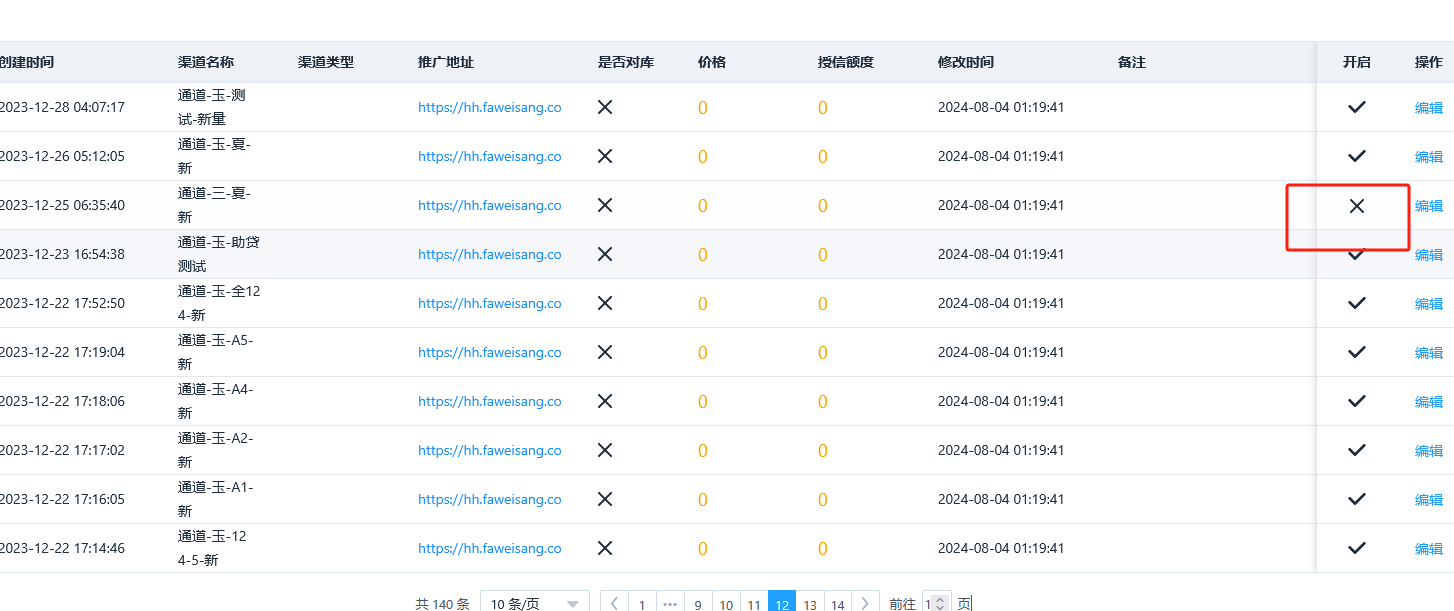 创建时间 渠道名称 渠道类型 推广地址 是否对库 价格 授信额度 修改时间 备注 开启 操作
2023-12-28 04:07:17 通道-玉-测 https://hh.faweisang.co 0 0 2024-08-04 01:19:41 编辑
试-新量
2023-12-26 05:12:05 通道-玉-夏- https://hh.faweisang.co 0 0 2024-08-04 01:19:41 编辑
新
2023-12-25 06:35:40 通道-三-夏- https://hh.faweisang.co 0 0 2024-08-04 01:19:41 编辑
新
2023-12-23 16:54:38 通道-玉-助贷 https://hh.faweisang.co 0 0 2024-08-04 01:19:41 编辑
测试
2023-12-22 17:52:50 通道-玉-全12 https://hh.faweisang.co 0 0 2024-08-04 01:19:41 编辑
4-新
2023-12-22 17:19:04 通道-玉-A5- https://hh.faweisang.co 0 0 2024-08-04 01:19:41 编辑
新
2023-12-22 17:18:06 通道-玉-A4- https://hh.faweisang.co 0 0 2024-08-04 01:19:41 编辑
新
2023-12-22 17:17:02 通道-玉-A2- https://hh.faweisang.co 0 0 2024-08-04 01:19:41 编辑
新
2023-12-22 17:16:05 通道-玉-A1- https://hh.faweisang.co 0 0 2024-08-04 01:19:41 编辑
新
2023-12-22 17:14:46 通道-玉-12 https://hh.faweisang.co 0 0 2024-08-04 01:19:41 编辑
4-5-新
共 140 条 10 条/页 1 ••• 9 10 11 12 13 14 前往 1 页